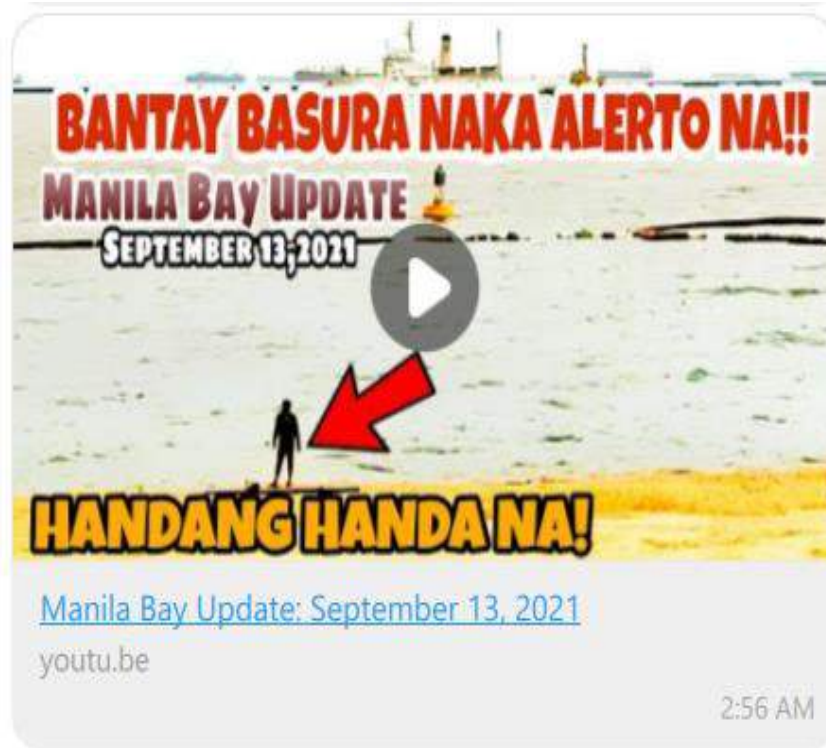 BANTAY BASURA NAKA ALERTO NA!!
MANILA BAY UPDATE
SEPTEMBER 13,2021
HANDANG HANDA NA!
Manila Bay Update: September 13, 2021
youtu.be
2:56 AM